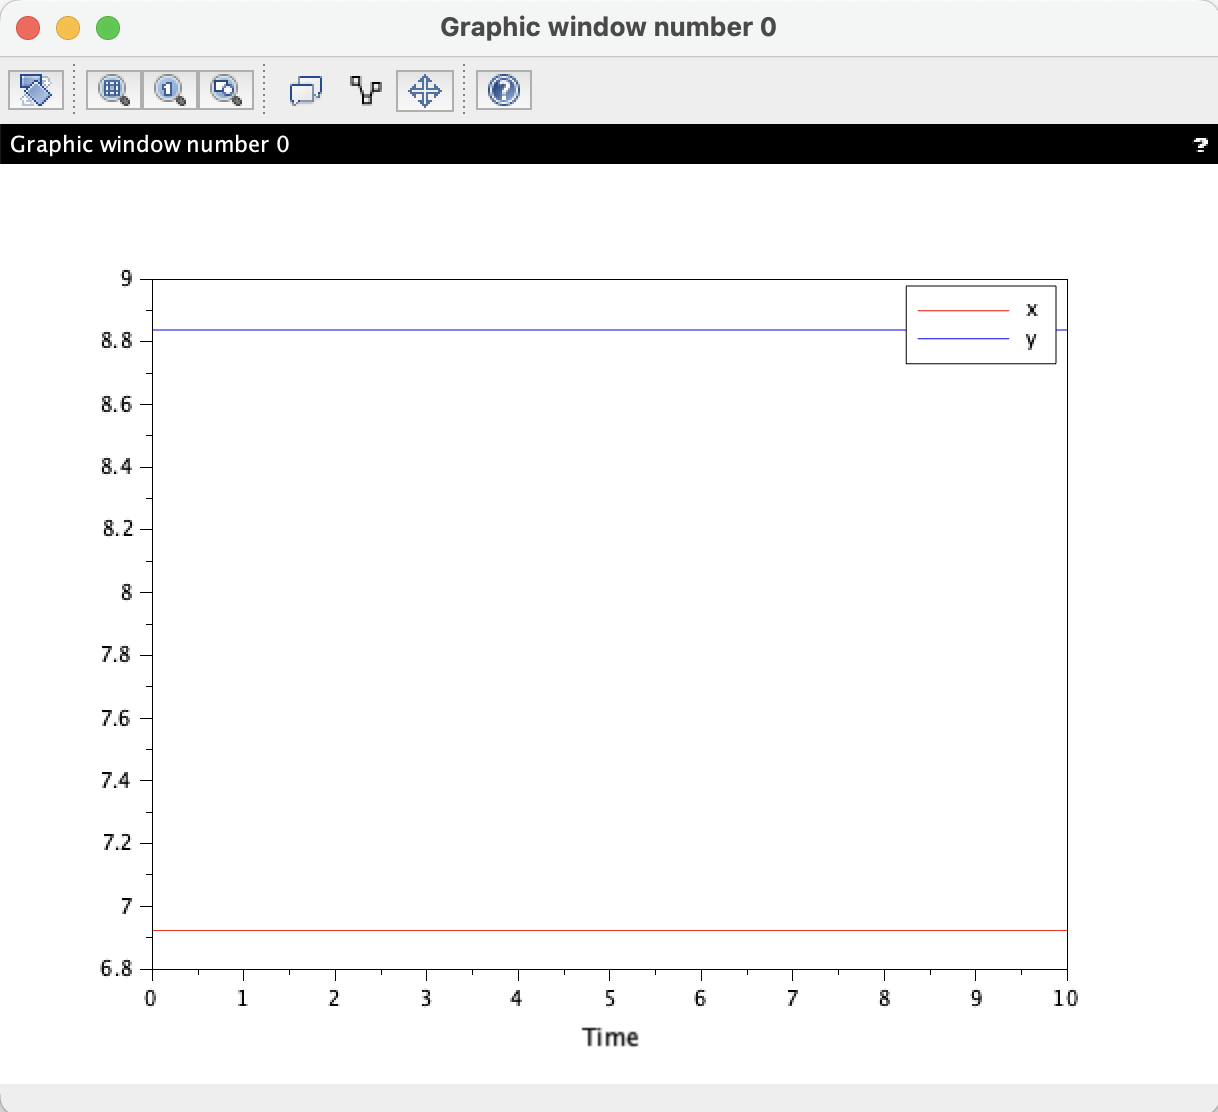 Graphic window number 0
Graphic window number 0 ?
9
x
8.8
y
8.6
8.4
8.2
8
7.8
7.6
7.4
7.2
7
6.8
0 1 2 3 4 5 6 7 8 9 10
Time